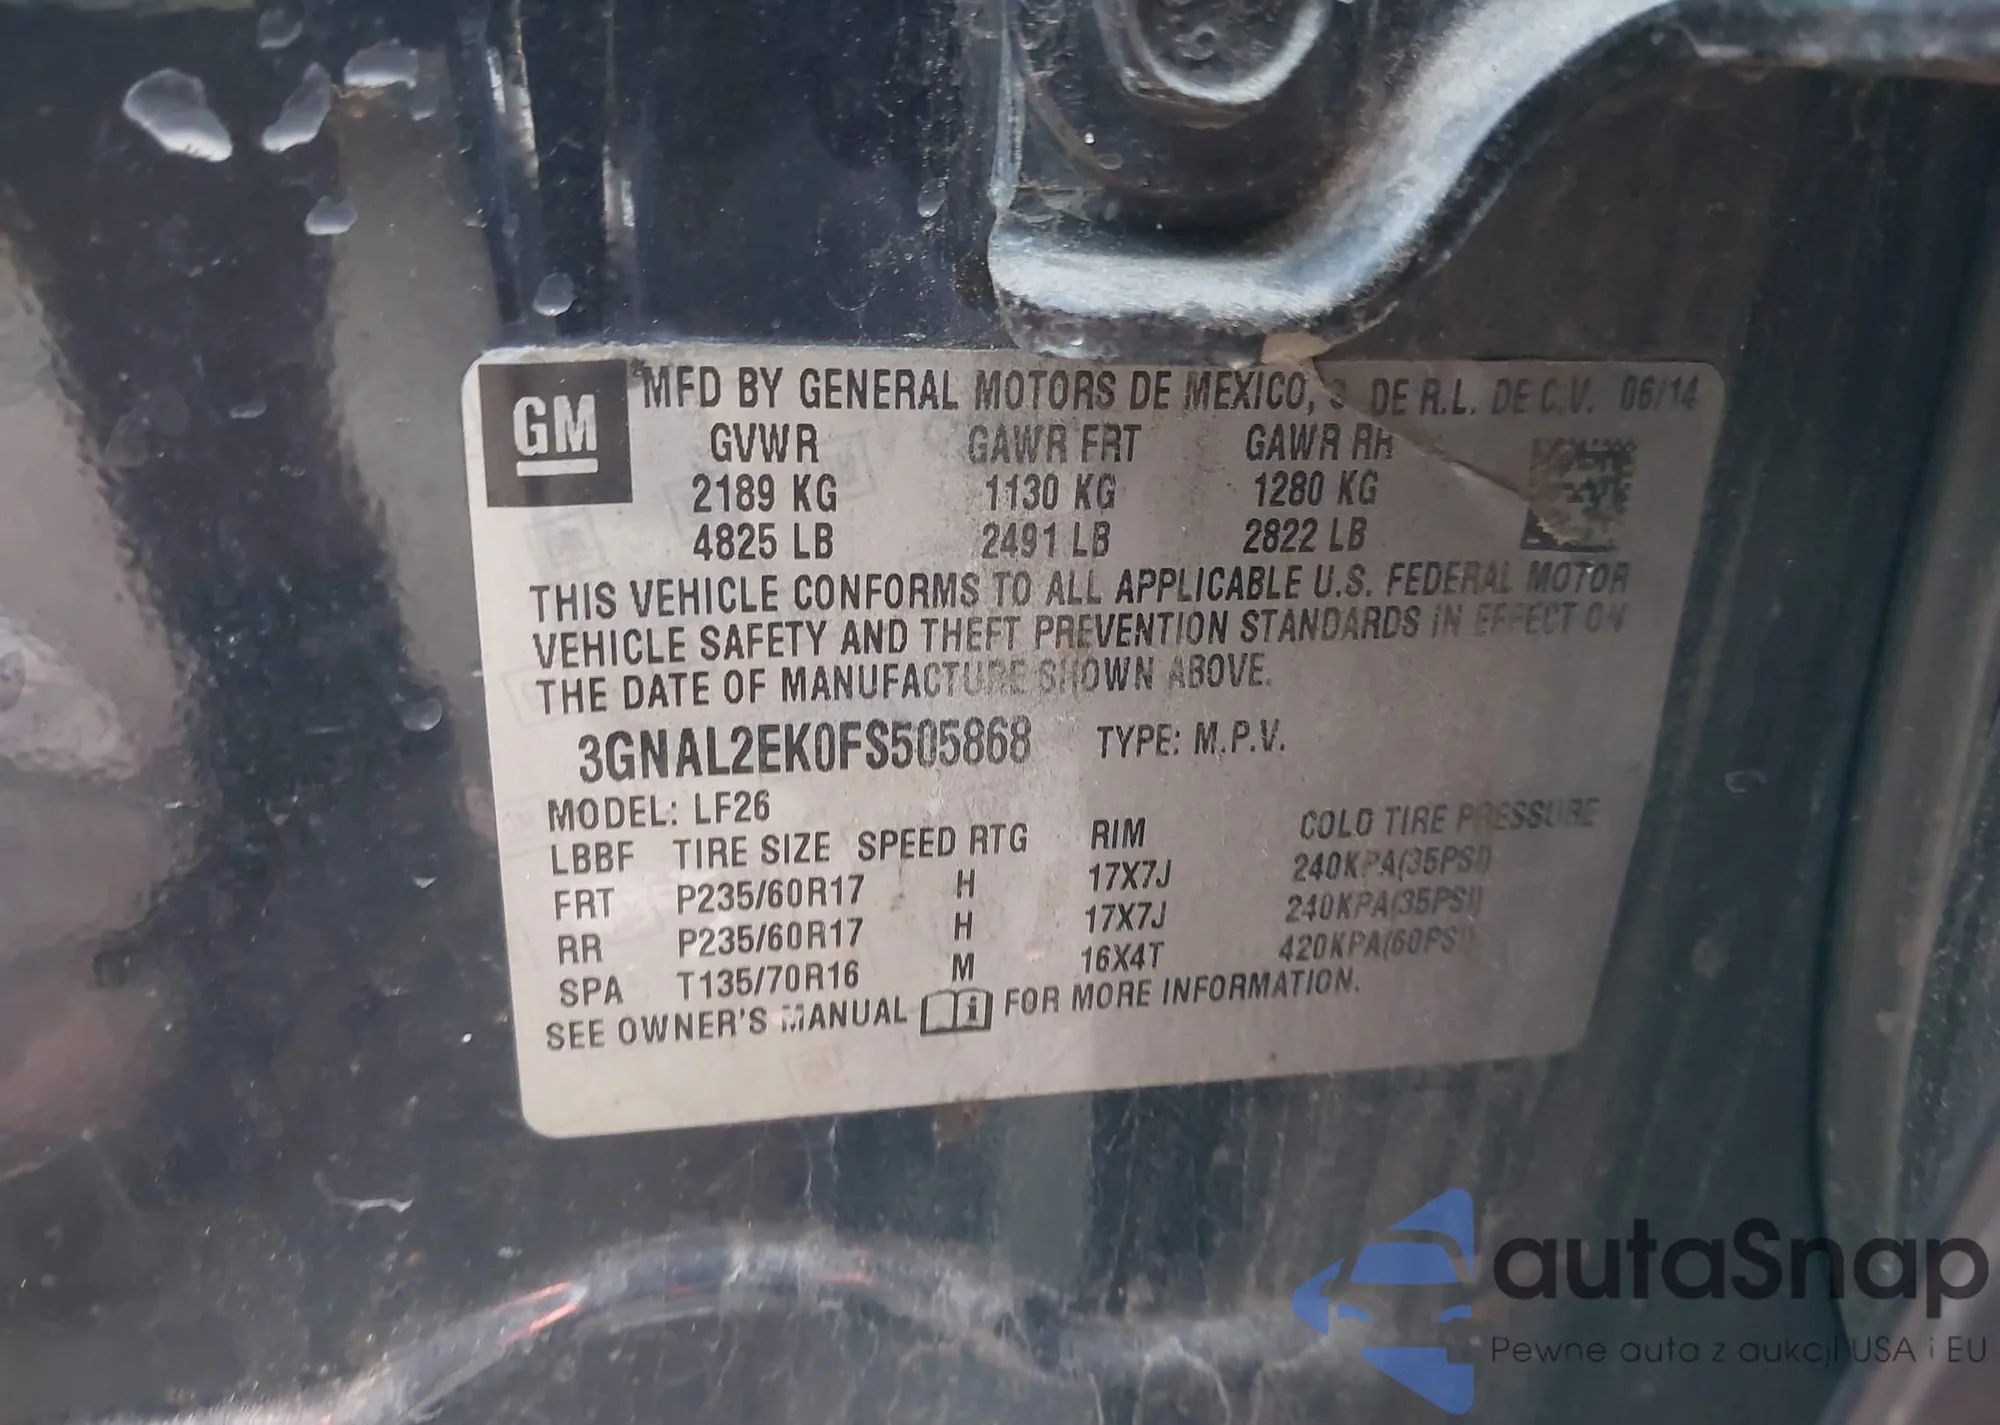 GM
MFD BY GENERAL MOTORS DE MEXICO, S DE R.L. DE C.V. 06/14
GVWR GAWR FRT GAWR RR
2189 KG 1130 KG 1280 KG
4825 LB 2491 LB 2822 LB
THIS VEHICLE CONFORMS TO ALL APPLICABLE U.S. FEDERAL MOTOR
VEHICLE SAFETY AND THEFT PREVENTION STANDARDS IN EFFECT ON
THE DATE OF MANUFACTURE SHOWN ABOVE.
3GNAL2EK0FS505868 TYPE: M.P.V.
MODEL: LF26
LBBF TIRE SIZE SPEED RTG RIM COLD TIRE PRESSURE
FRT P235/60R17 H 17X7J 240KPA(35PSI)
RR P235/60R17 H 17X7J 240KPA(35PSI)
SPA T135/70R16 M 16X4T 420KPA(60PSI)
SEE OWNER'S MANUAL FOR MORE INFORMATION.
autaSnap
Pewne auta z aukcji USA i EU